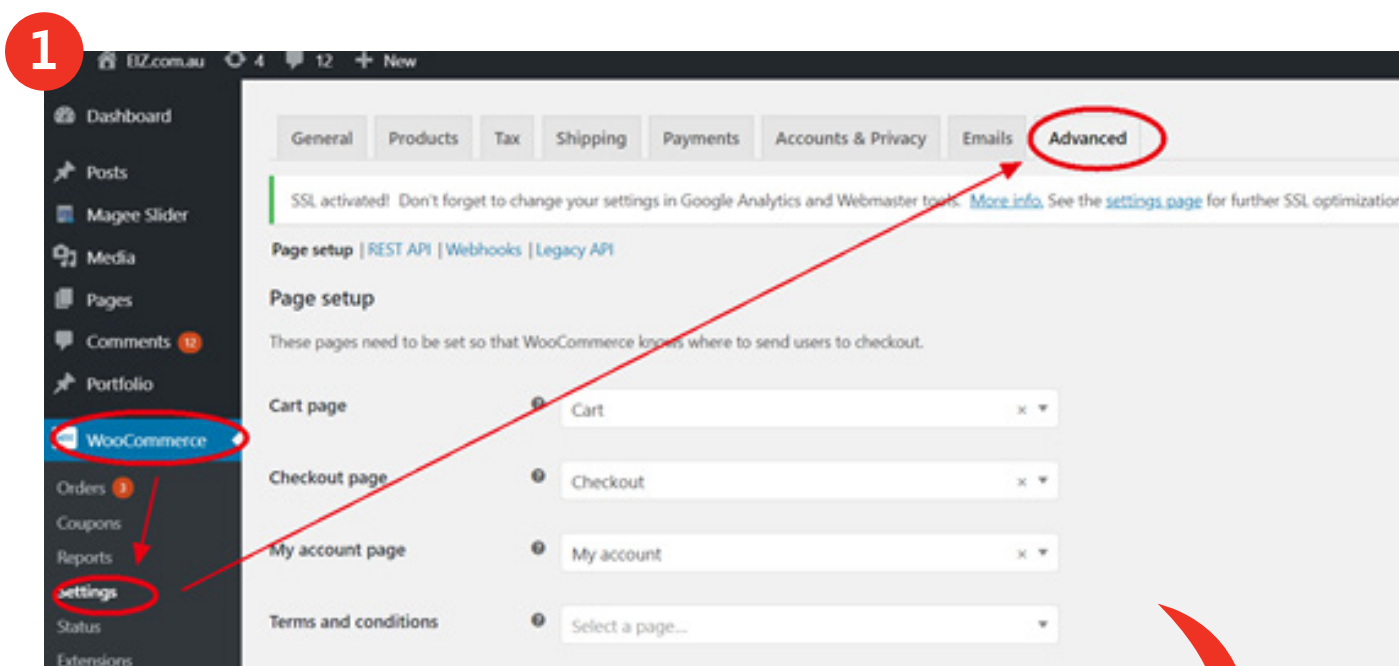 1
EIZ.com.au 4 12 + New
Dashboard
Posts
Magee Slider
Media
Pages
Comments 12
Portfolio
WooCommerce
Orders 3
Coupons
Reports
Settings
Status
Extensions
General Products Tax Shipping Payments Accounts & Privacy Emails Advanced
SSL activated! Don't forget to change your settings in Google Analytics and Webmaster tools. More info. See the settings page for further SSL optimization
Page setup | REST API | Webhooks | Legacy API
Page setup
These pages need to be set so that WooCommerce knows where to send users to checkout.
Cart page Cart × ▼
Checkout page Checkout × ▼
My account page My account × ▼
Terms and conditions Select a page... ▼